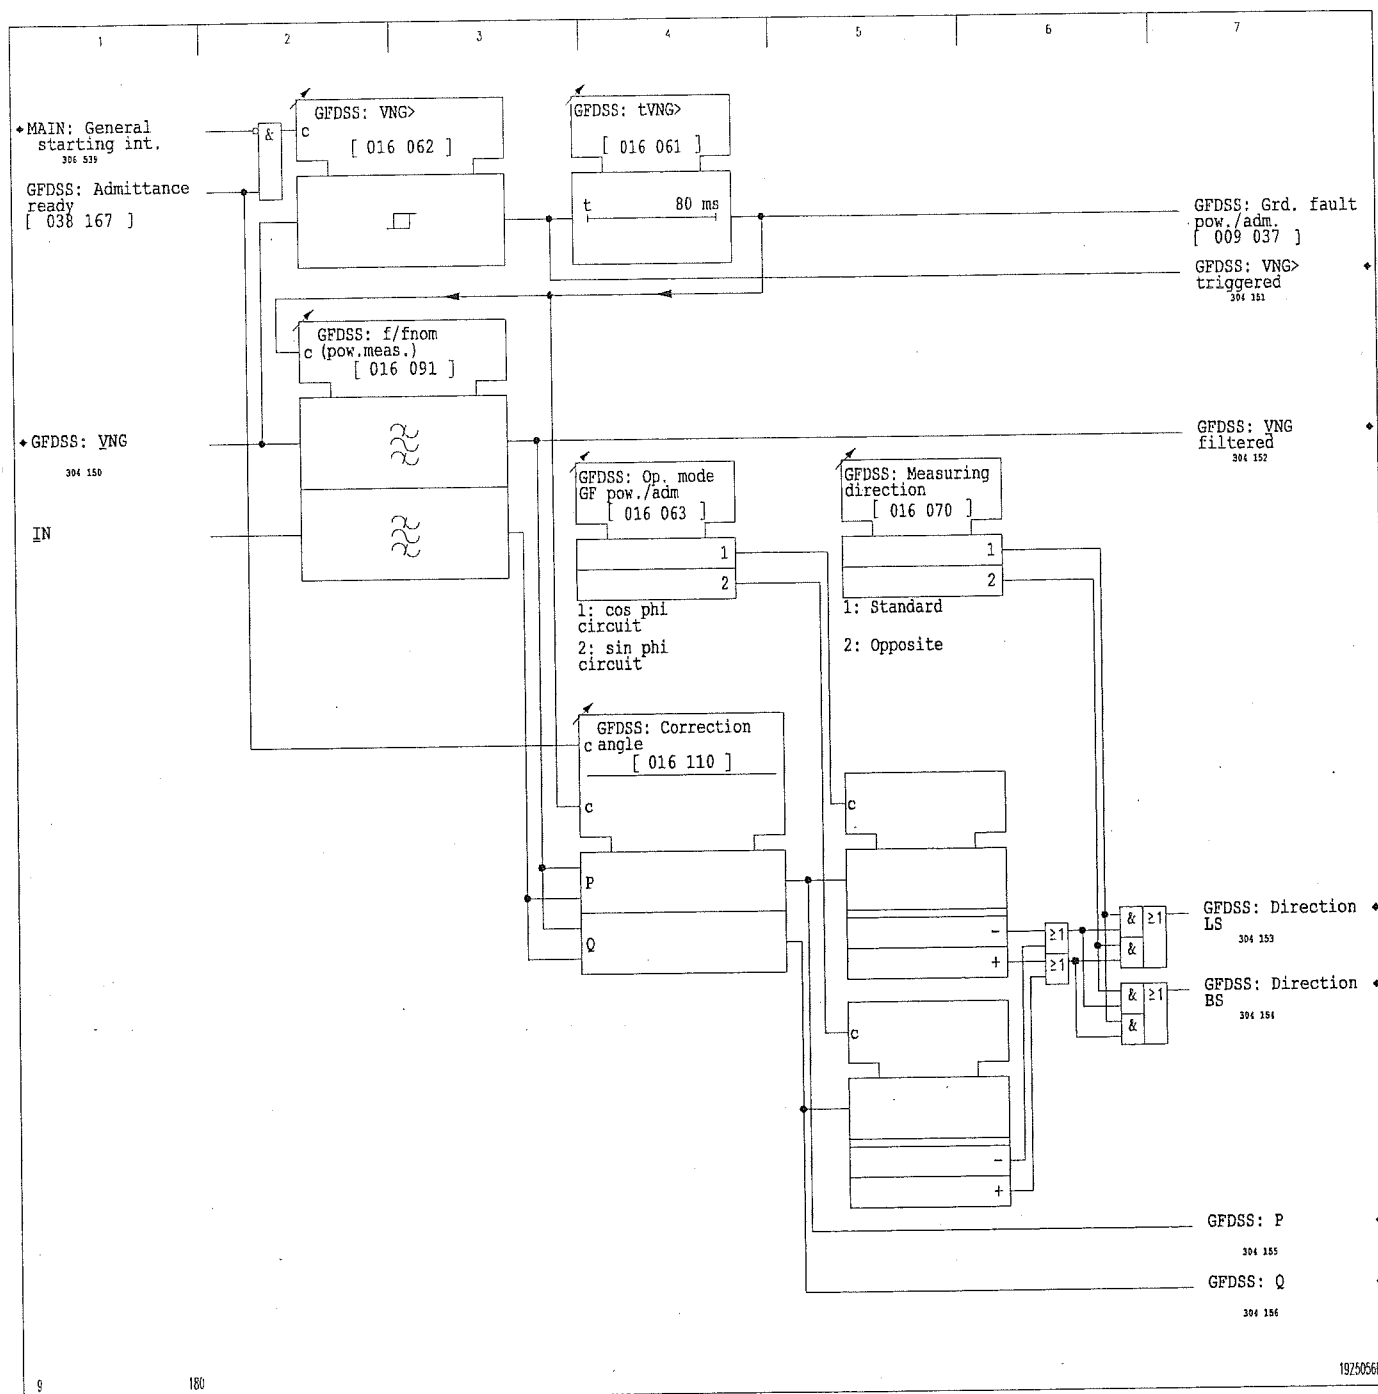 1 2 3 4 5 6 7
MAIN: General
starting int.
306 539
GFDSS: Admittance
ready
[ 038 167 ]
&
GFDSS: VNG>
c
[ 016 062 ]
GFDSS: tVNG>
[ 016 061 ]
t 80 ms
GFDSS: Grd. fault
pow./adm.
[ 009 037 ]
GFDSS: VNG>
triggered
304 151
GFDSS: f/fnom
c (pow.meas.)
[ 016 091 ]
GFDSS: VNG
304 150
IN
GFDSS: VNG
filtered
304 152
GFDSS: Op. mode
GF pow./adm
[ 016 063 ]
1
2
1: cos phi
circuit
2: sin phi
circuit
GFDSS: Measuring
direction
[ 016 070 ]
1
2
1: Standard
2: Opposite
GFDSS: Correction
c angle
[ 016 110 ]
c
P
Q
c
-
+
c
-
+
≥1
≥1
& ≥1
&
& ≥1
&
GFDSS: Direction
LS
304 153
GFDSS: Direction
BS
304 154
GFDSS: P
304 155
GFDSS: Q
304 156
9 180